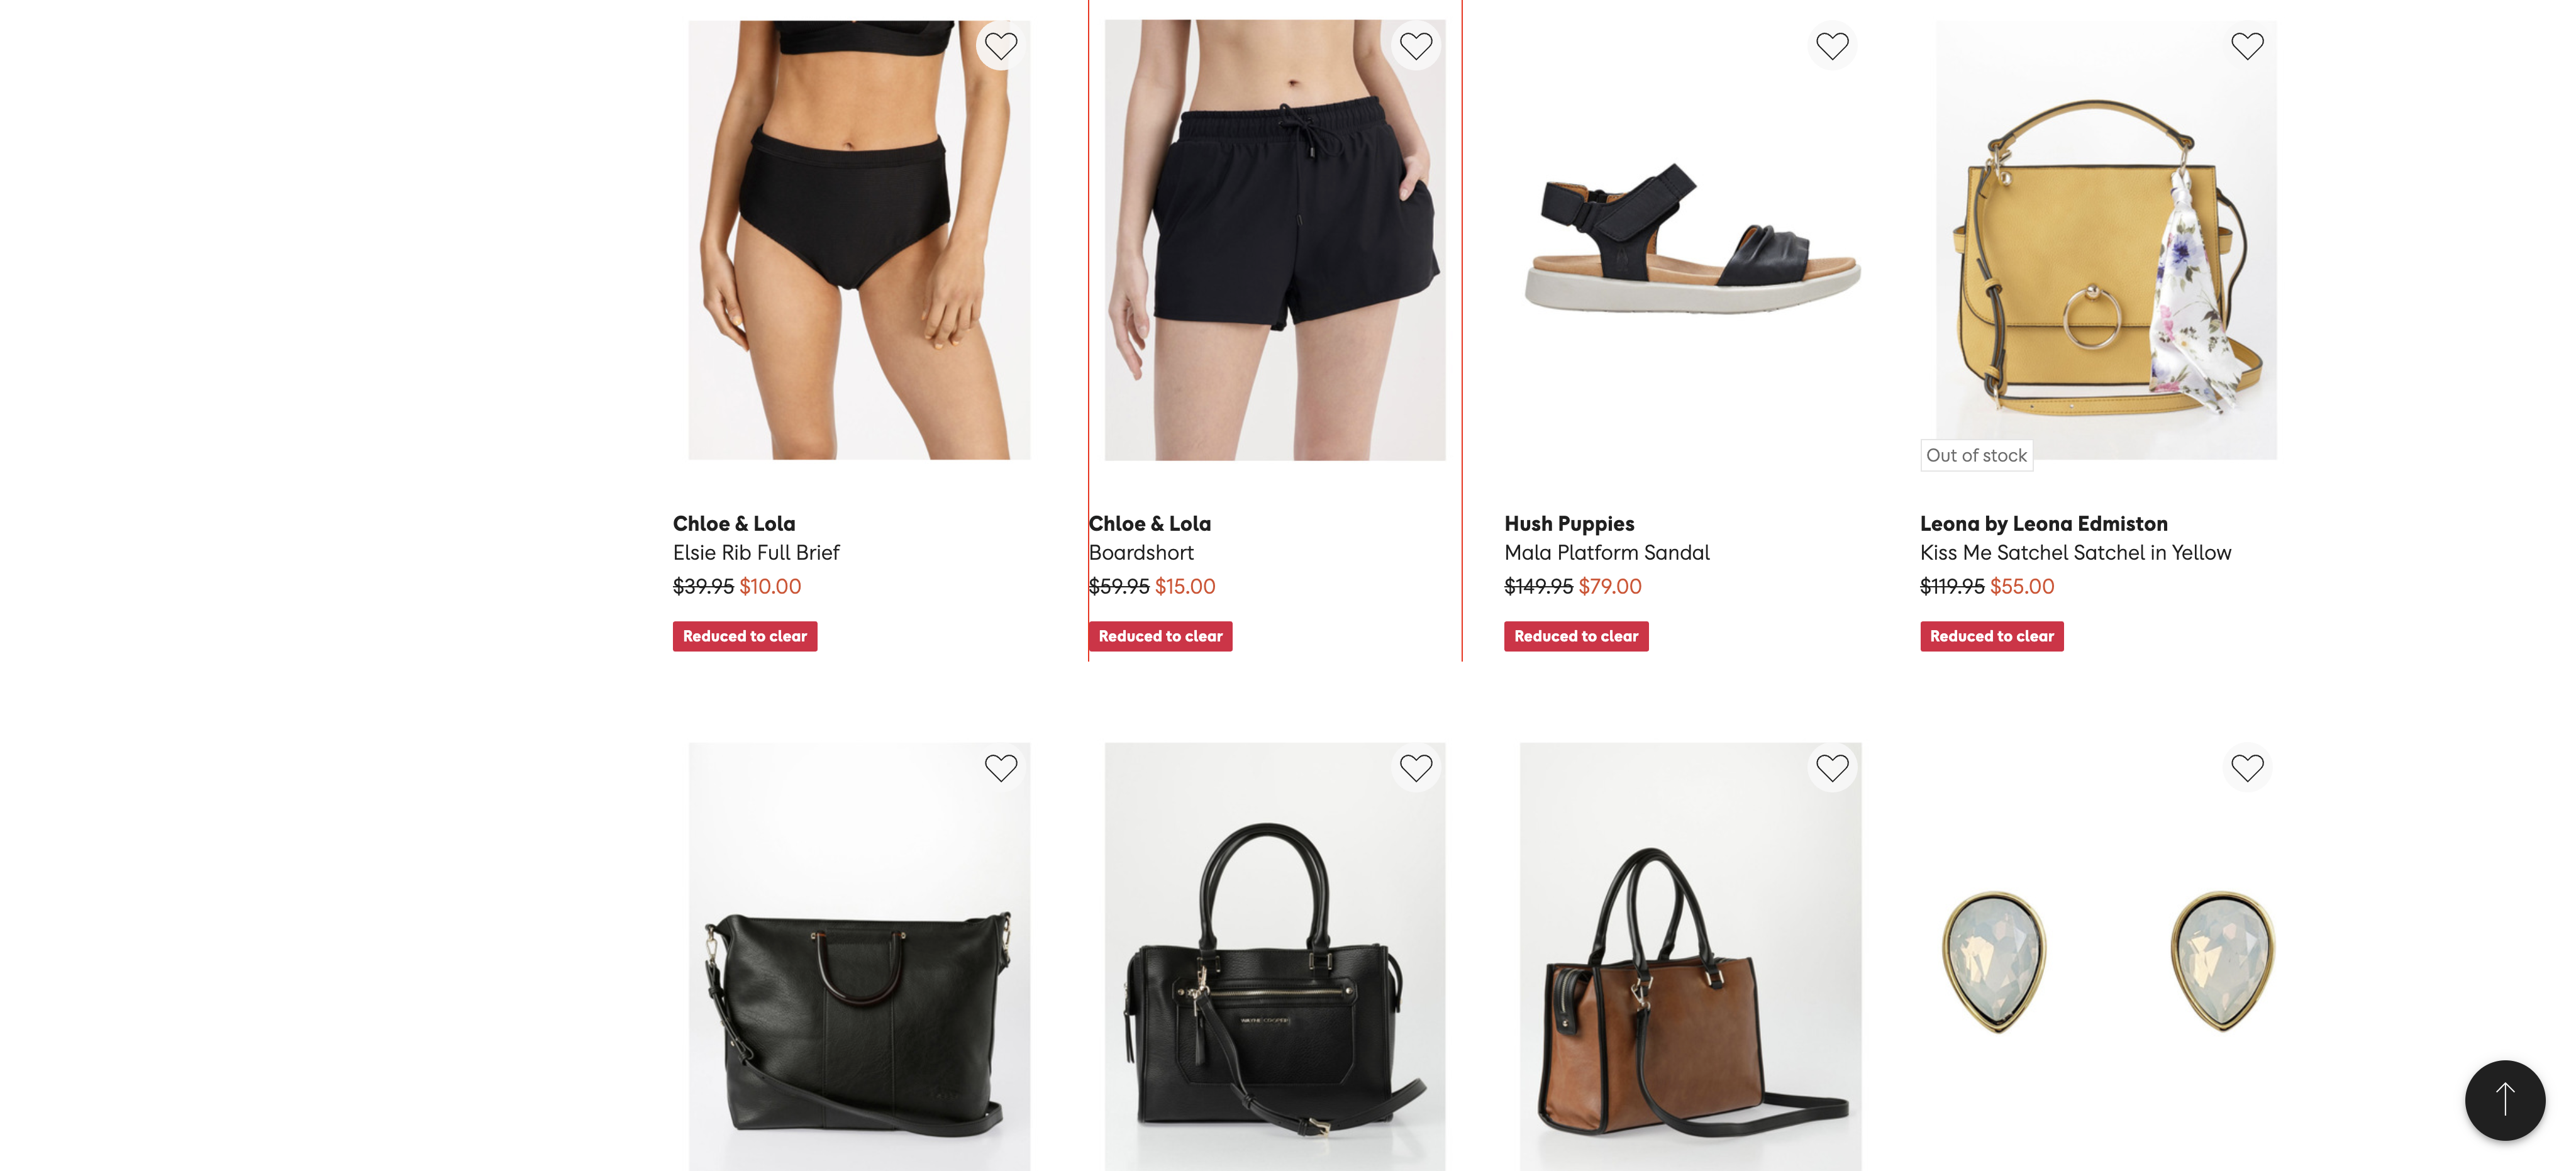 Out of stock
Chloe & Lola
Elsie Rib Full Brief
$39.95 $10.00
Reduced to clear
Chloe & Lola
Boardshort
$59.95 $15.00
Reduced to clear
Hush Puppies
Mala Platform Sandal
$149.95 $79.00
Reduced to clear
Leona by Leona Edmiston
Kiss Me Satchel Satchel in Yellow
$119.95 $55.00
Reduced to clear
WAYNE COOPER